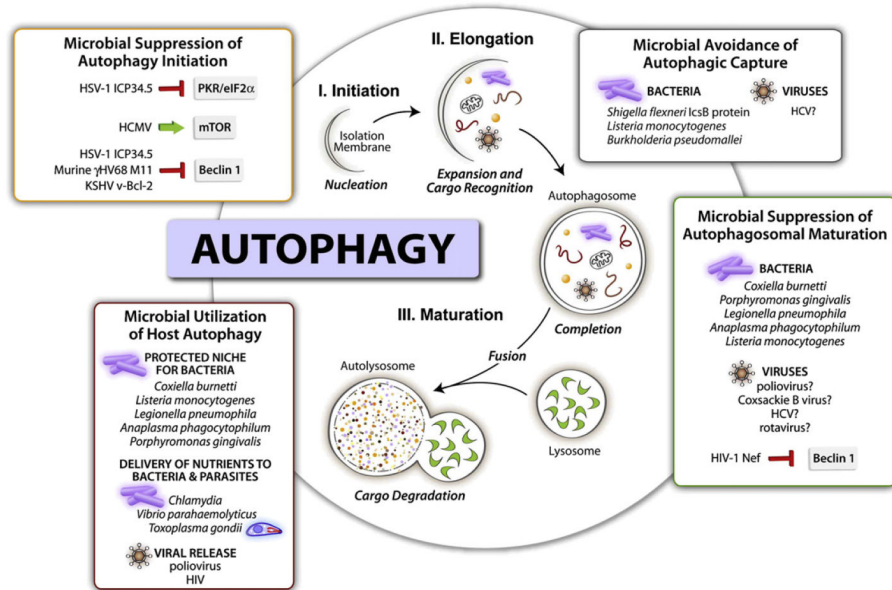 Microbial Suppression of
Autophagy Initiation
HSV-1 ICP34.5
PKR/eIF2α
HCMV
mTOR
HSV-1 ICP34.5
Murine γHV68 M11
KSHV v-Bcl-2
Beclin 1
I. Initiation
Isolation
Membrane
Nucleation
II. Elongation
Expansion and
Cargo Recognition
Microbial Avoidance of
Autophagic Capture
BACTERIA
Shigella flexneri IcsB protein
Listeria monocytogenes
Burkholderia pseudomallei
VIRUSES
HCV?
AUTOPHAGY
Autophagosome
Completion
Microbial Suppression of
Autophagosomal Maturation
BACTERIA
Coxiella burnetti
Porphyromonas gingivalis
Legionella pneumophila
Anaplasma phagocytophilum
Listeria monocytogenes
VIRUSES
poliovirus?
Coxsackie B virus?
HCV?
rotavirus?
HIV-1 Nef
Beclin 1
III. Maturation
Fusion
Autolysosome
Lysosome
Cargo Degradation
Microbial Utilization
of Host Autophagy
PROTECTED NICHE
FOR BACTERIA
Coxiella burnetti
Listeria monocytogenes
Legionella pneumophila
Anaplasma phagocytophilum
Porphyromonas gingivalis
DELIVERY OF NUTRIENTS TO
BACTERIA & PARASITES
Chlamydia
Vibrio parahaemolyticus
Toxoplasma gondii
VIRAL RELEASE
poliovirus
HIV